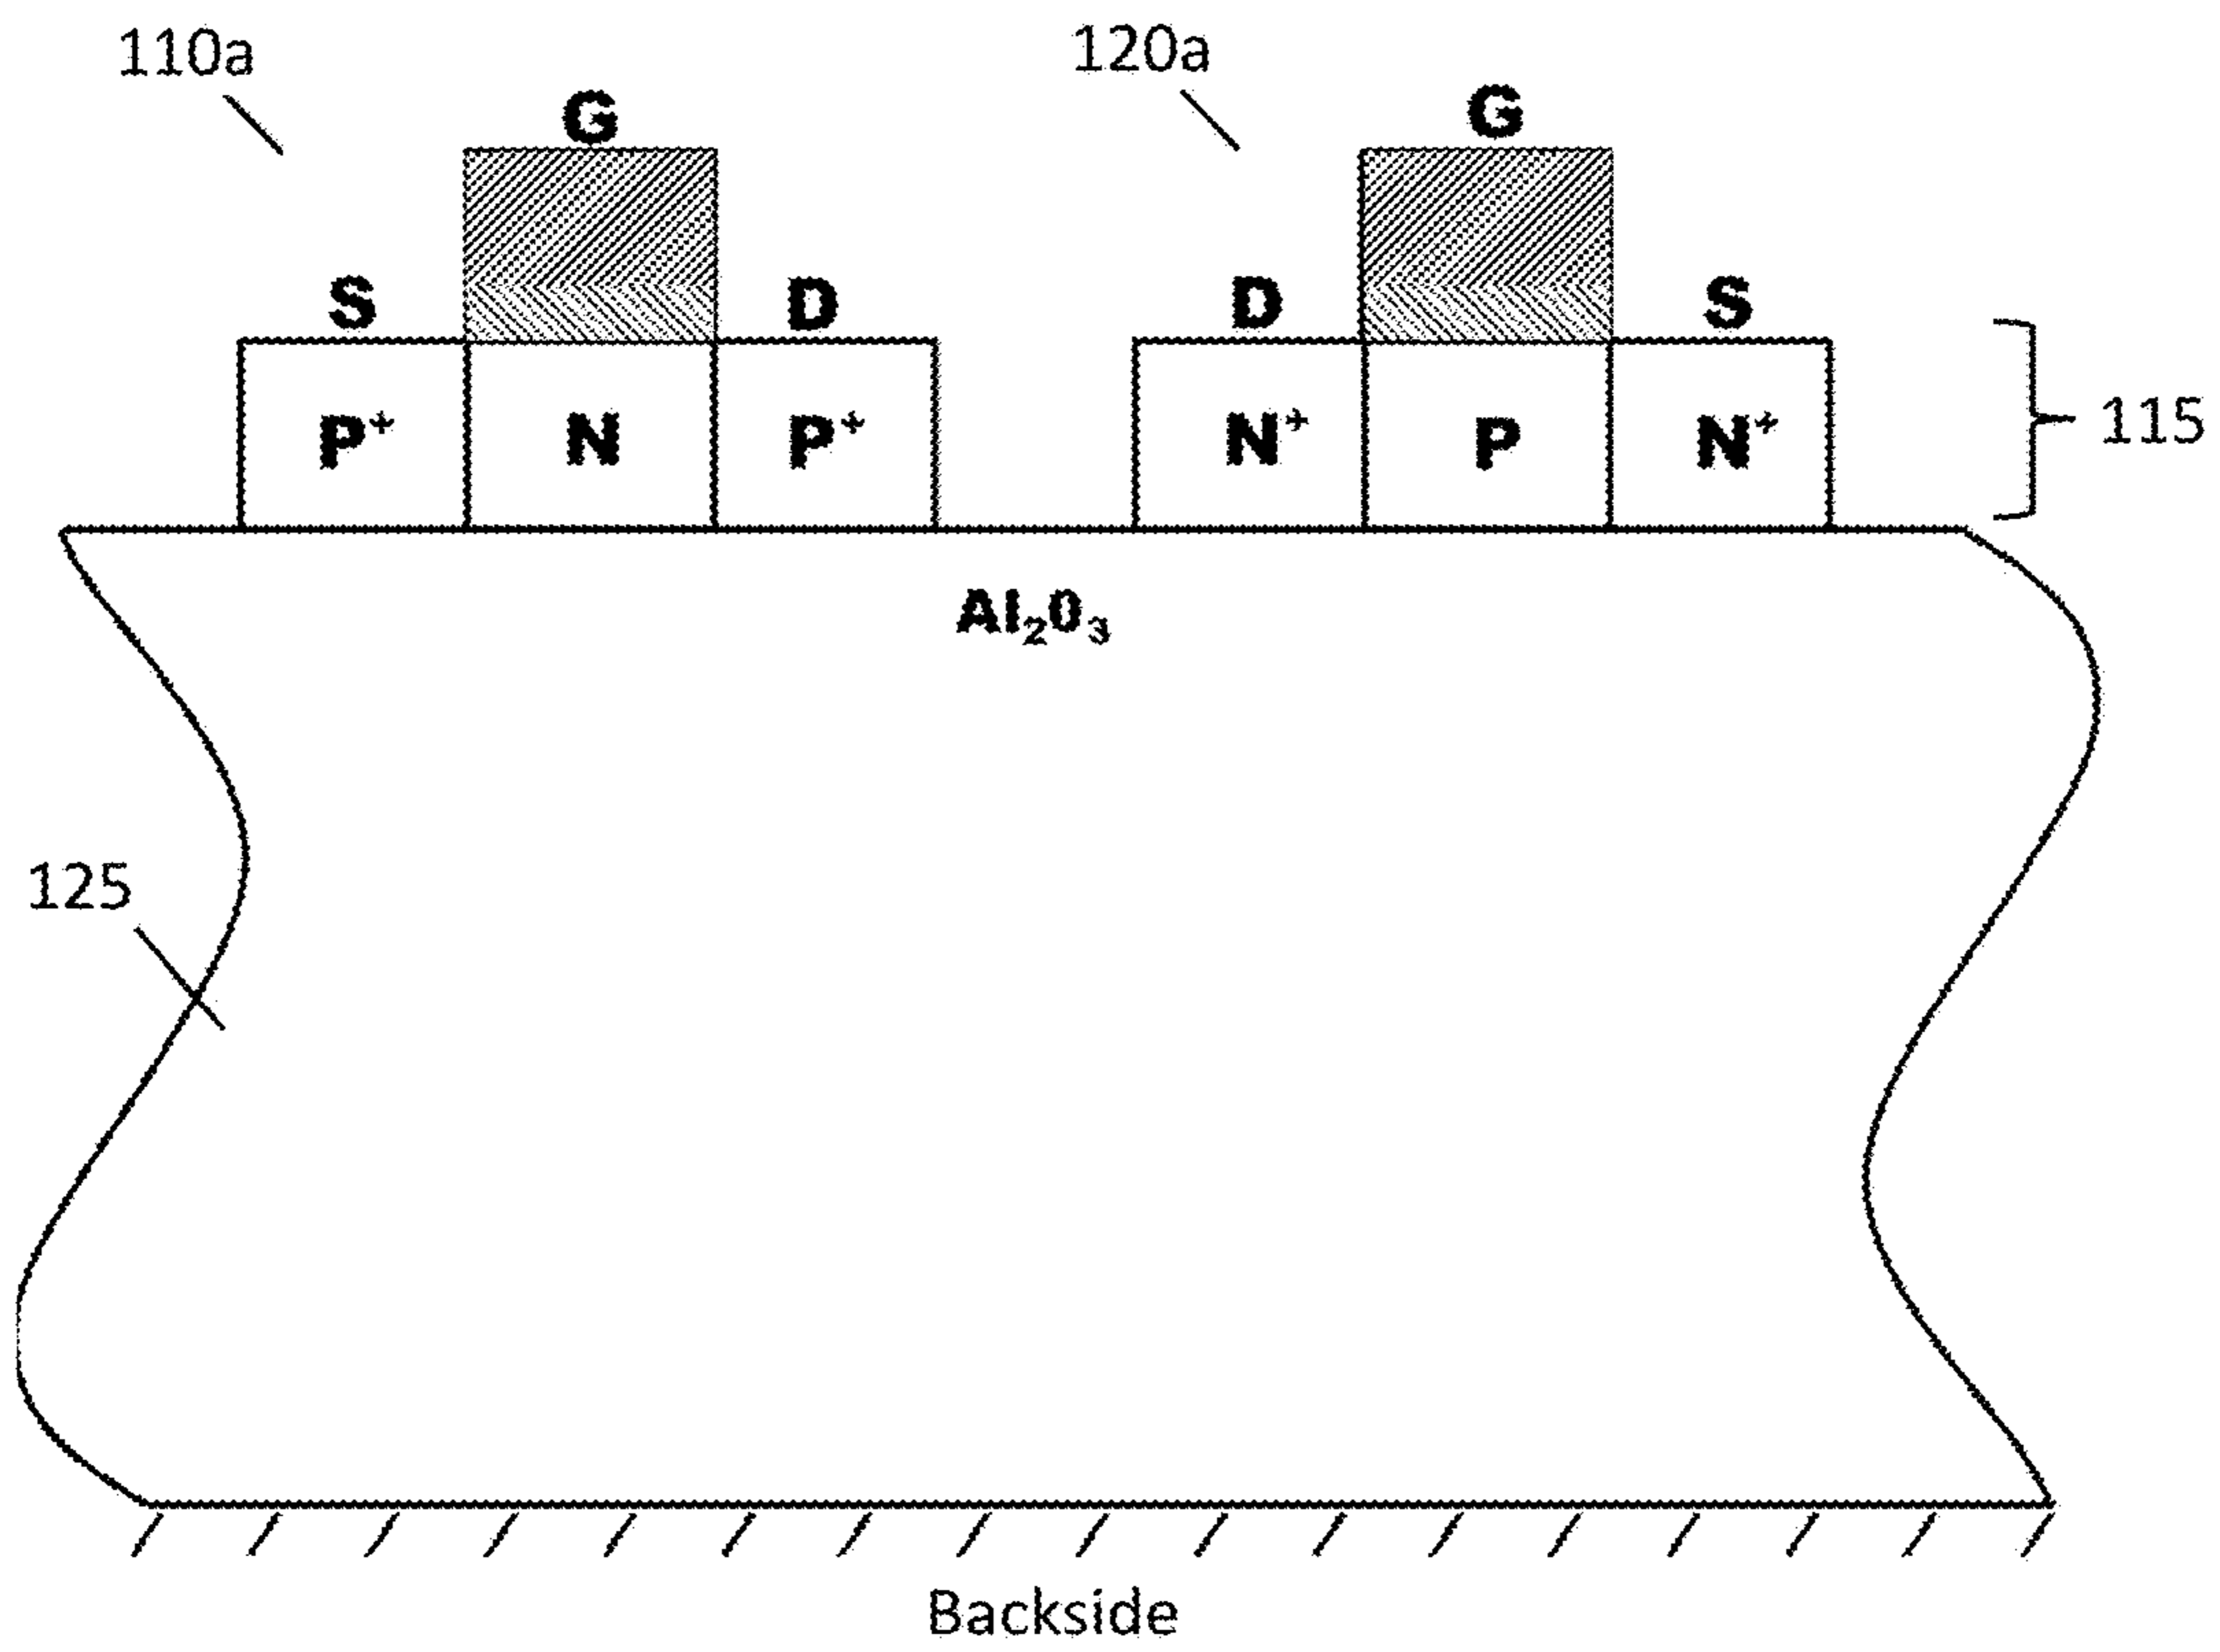 110a 120a
G G
S D D S
P⁺ N P⁺ N⁺ P N⁺
115
Al₂0₃
125
Backside